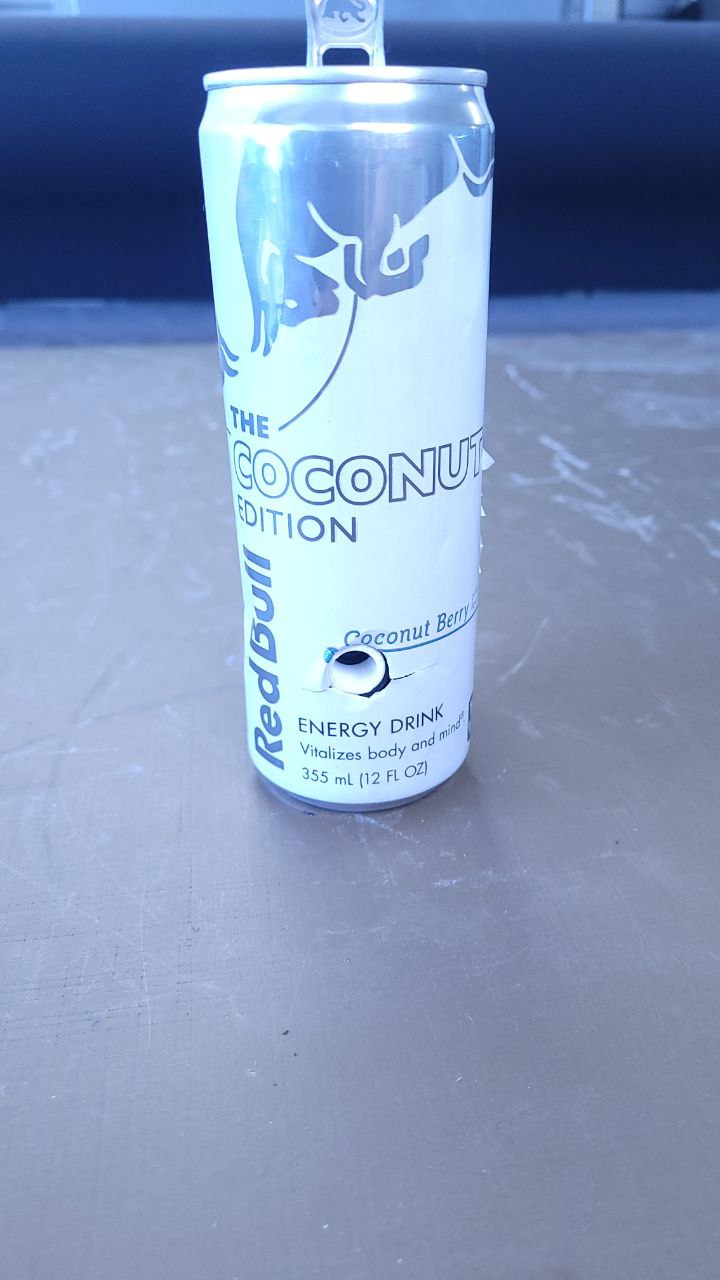 THE
COCONUT
EDITION
Red Bull
Coconut Berry
ENERGY DRINK
Vitalizes body and mind®
355 mL (12 FL OZ)